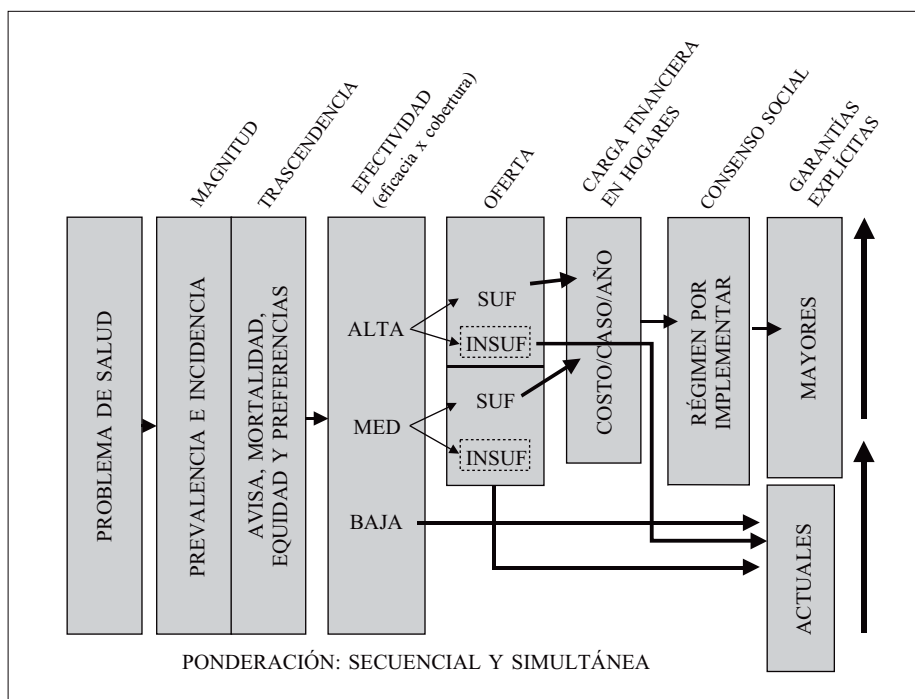 MAGNITUD
TRASCENDENCIA
EFECTIVIDAD
(eficacia x cobertura)
OFERTA
CARGA FINANCIERA
EN HOGARES
CONSENSO SOCIAL
GARANTÍAS
EXPLÍCITAS
PROBLEMA DE SALUD
PREVALENCIA E INCIDENCIA
AVISA, MORTALIDAD,
EQUIDAD Y PREFERENCIAS
ALTA
MED
BAJA
SUF
INSUF
SUF
INSUF
COSTO/CASO/AÑO
RÉGIMEN POR
IMPLEMENTAR
MAYORES
ACTUALES
PONDERACIÓN: SECUENCIAL Y SIMULTÁNEA